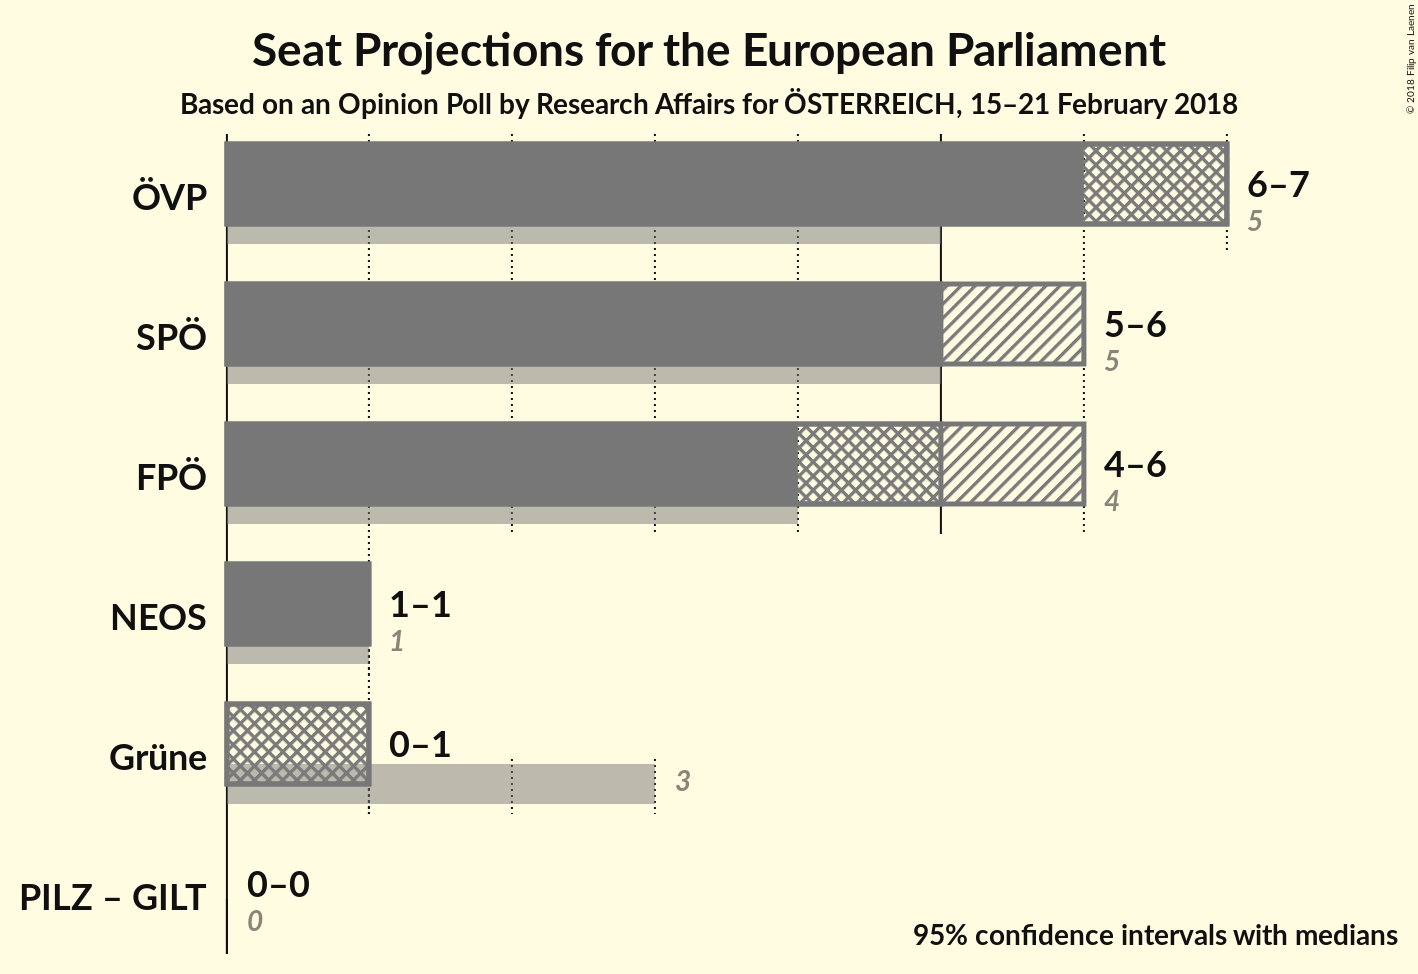 Seat Projections for the European Parliament
Based on an Opinion Poll by Research Affairs for ÖSTERREICH, 15–21 February 2018
© 2018 Filip van Laenen
ÖVP
6–7
5
SPÖ
5–6
5
FPÖ
4–6
4
NEOS
1–1
1
Grüne
0–1
3
PILZ – GILT
0–0
0
95% confidence intervals with medians